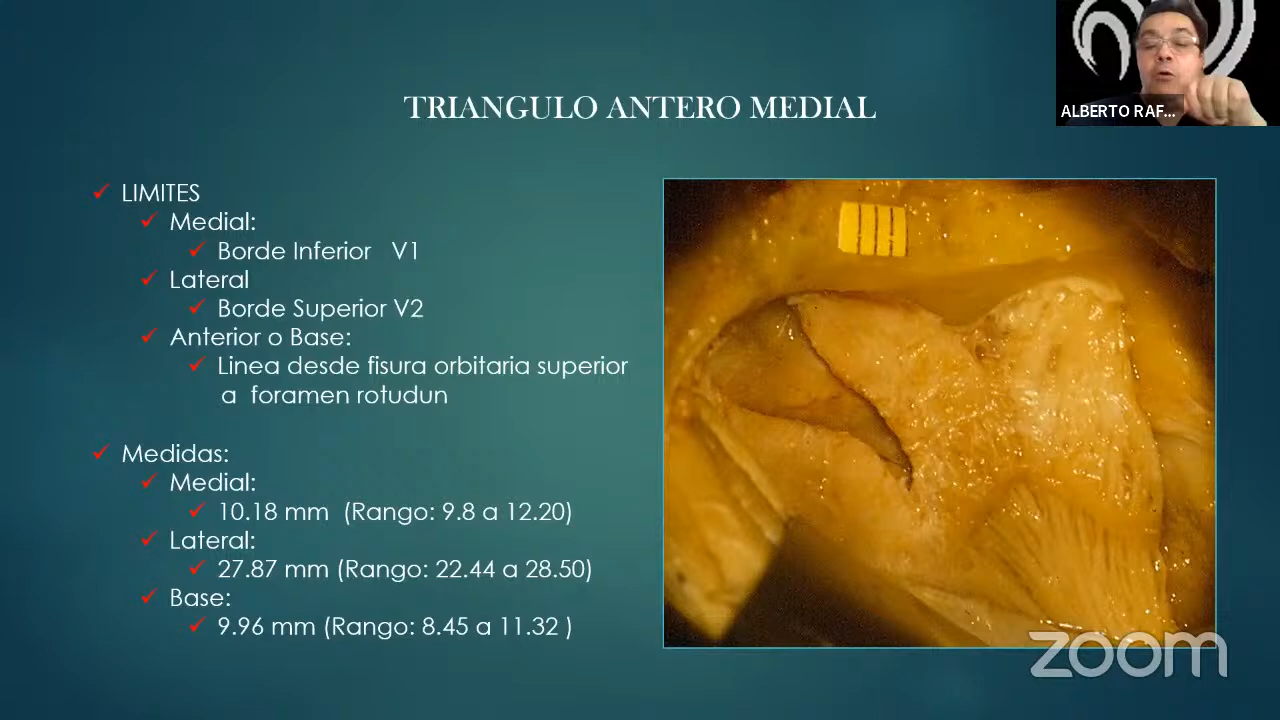 TRIANGULO ANTERO MEDIAL
ALBERTO RAF...
LIMITES
Medial:
Borde Inferior V1
Lateral
Borde Superior V2
Anterior o Base:
Linea desde fisura orbitaria superior
a foramen rotudun
Medidas:
Medial:
10.18 mm (Rango: 9.8 a 12.20)
Lateral:
27.87 mm (Rango: 22.44 a 28.50)
Base:
9.96 mm (Rango: 8.45 a 11.32 )
zoom